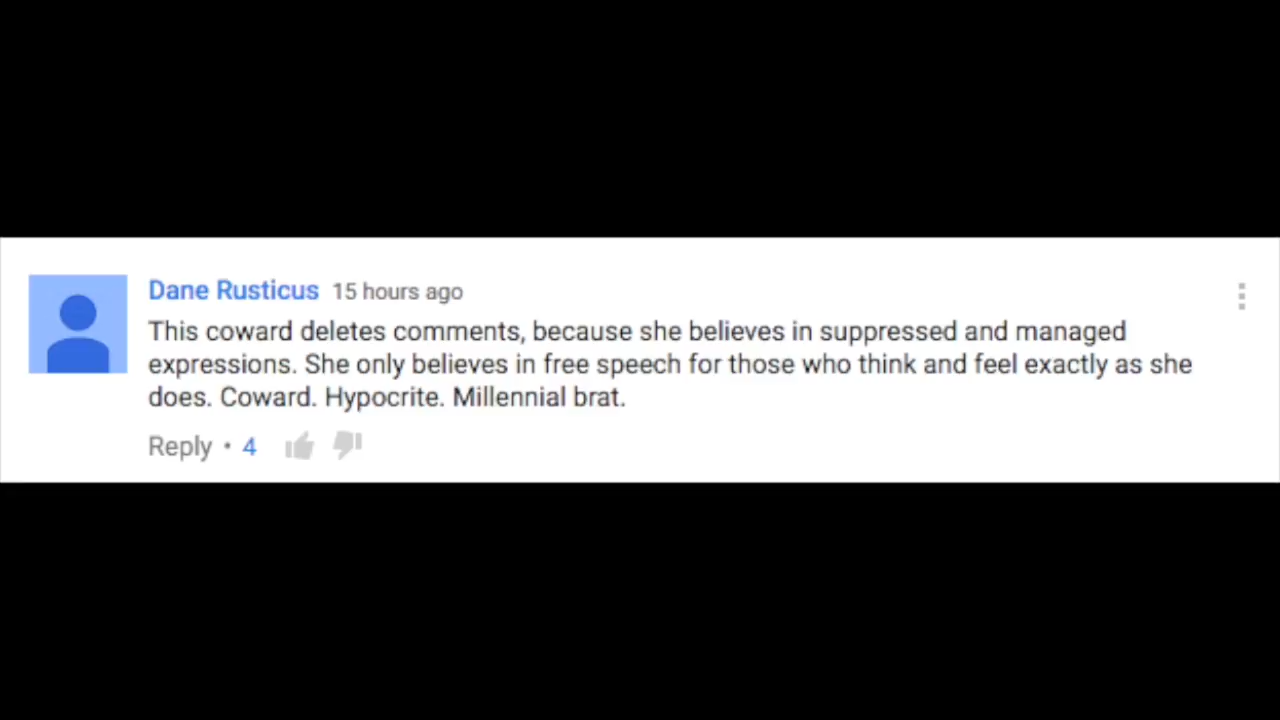 Dane Rusticus 15 hours ago
This coward deletes comments, because she believes in suppressed and managed
expressions. She only believes in free speech for those who think and feel exactly as she
does. Coward. Hypocrite. Millennial brat.
Reply • 4